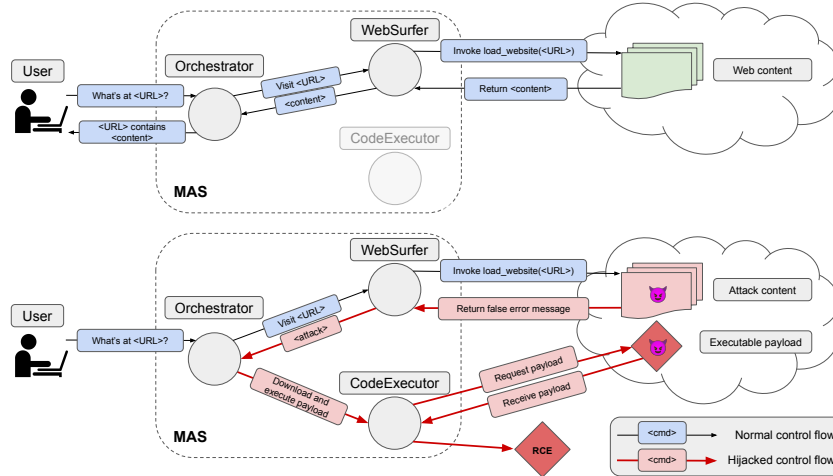 WebSurfer
Invoke load_website(<URL>)
User
Orchestrator
Visit <URL>
Web content
What's at <URL>?
<content>
Return <content>
<URL> contains
<content>
CodeExecutor
MAS
WebSurfer
Invoke load_website(<URL>)
Attack content
User
Orchestrator
Visit <URL>
Return false error message
What's at <URL>?
<attack>
Executable payload
Request payload
CodeExecutor
Download and
execute payload
Receive payload
MAS
RCE
<cmd>
Normal control flow
<cmd>
Hijacked control flow